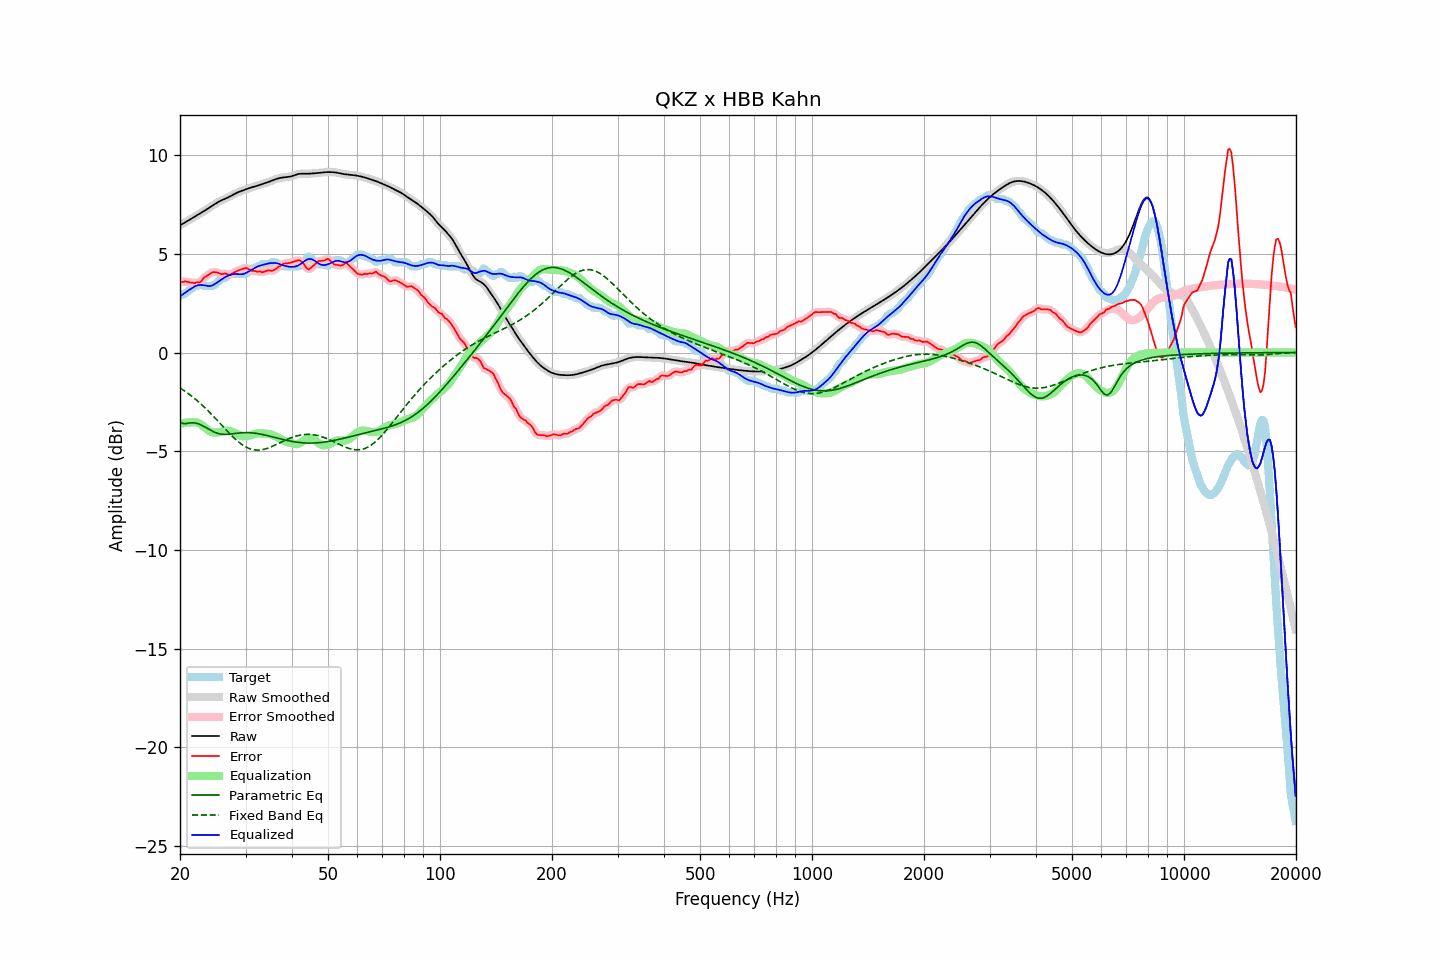 QKZ x HBB Kahn
Amplitude (dBr)
10
5
0
−5
−10
−15
−20
−25
Target
Raw Smoothed
Error Smoothed
Raw
Error
Equalization
Parametric Eq
Fixed Band Eq
Equalized
20 50 100 200 500 1000 2000 5000 10000 20000
Frequency (Hz)